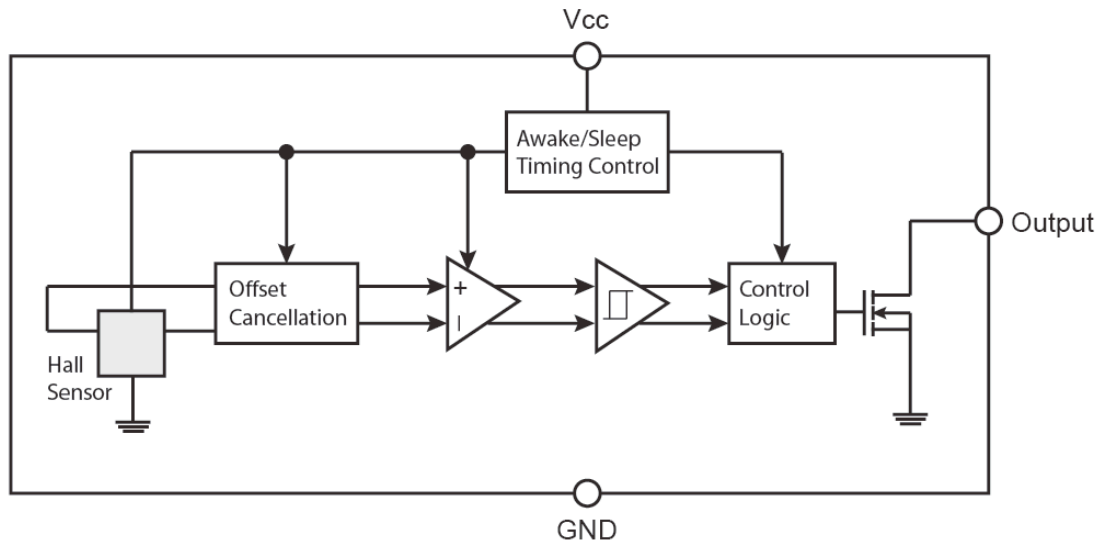 Vcc
Awake/Sleep
Timing Control
Output
Offset
Cancellation
+
-
Control
Logic
Hall
Sensor
GND